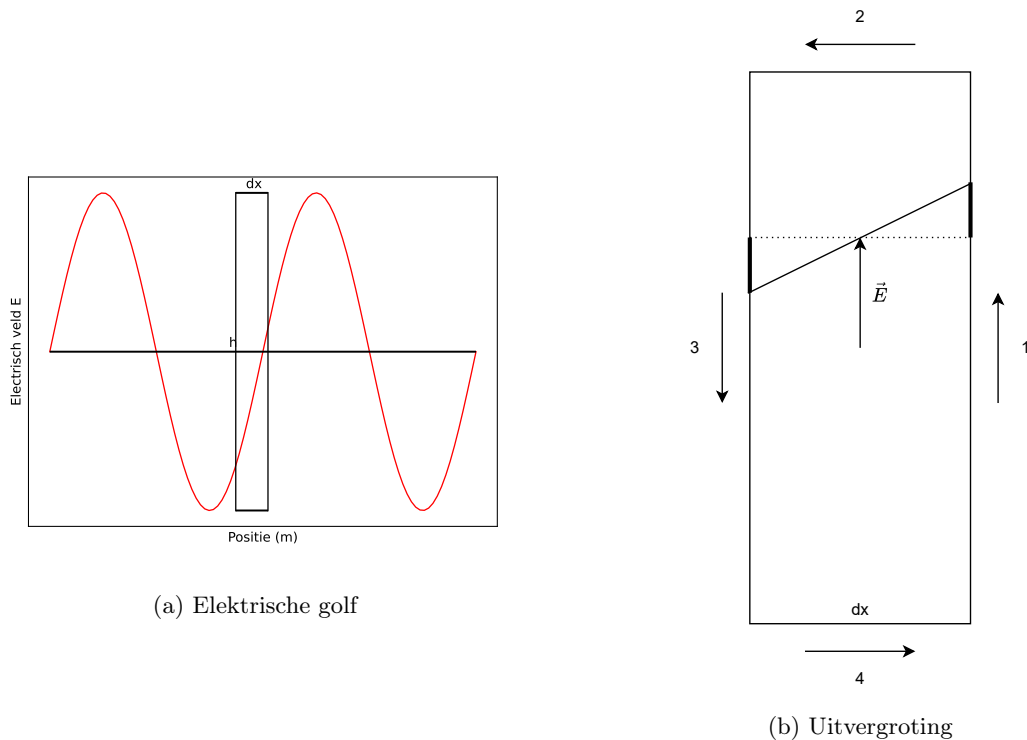 dx
h
Electrisch veld E
Positie (m)
(a) Elektrische golf
2
E⃗
3
1
dx
4
(b) Uitvergroting